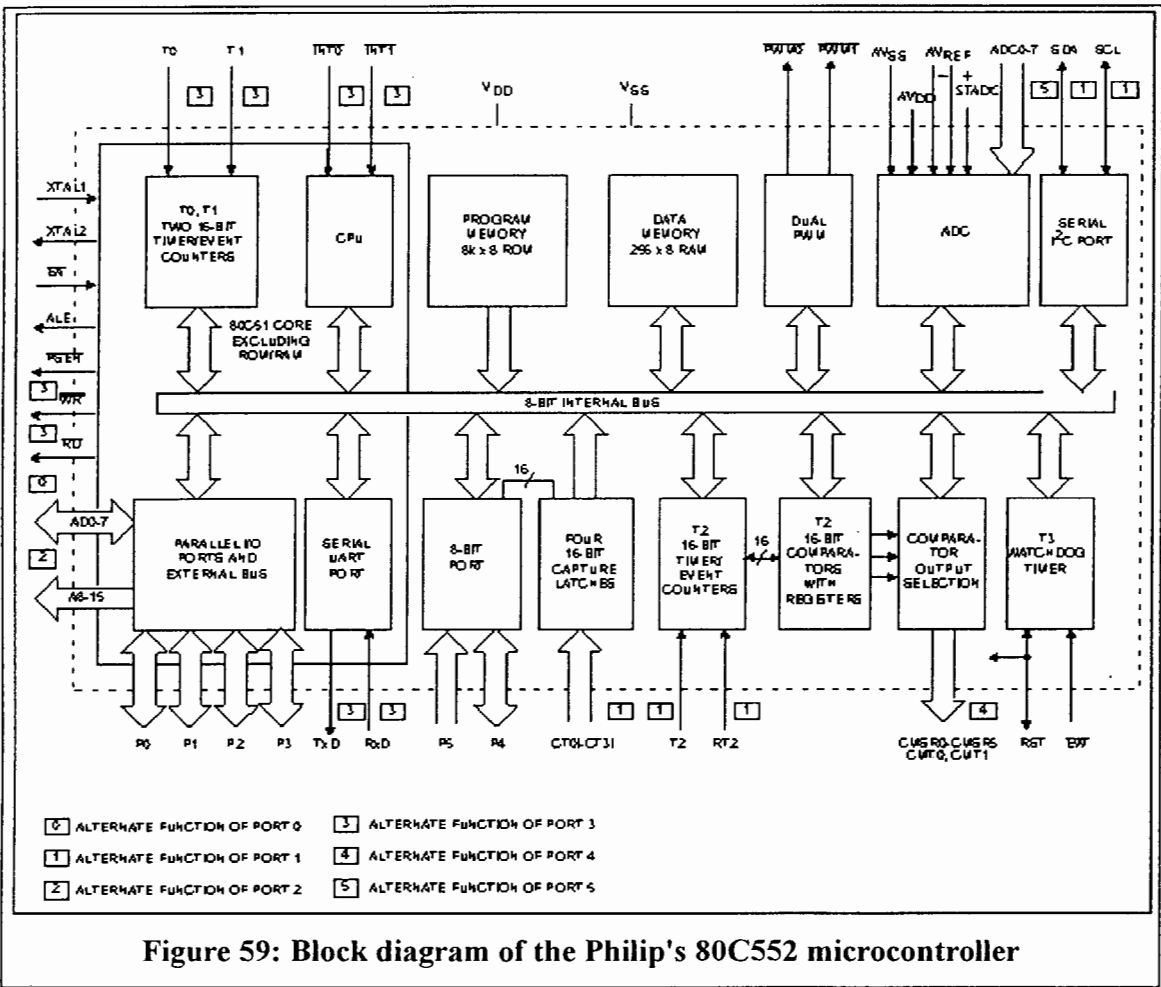 T0 T1 INT0 INT1 PWM0 PWM1 AVSS AVREF ADC0-7 SDA SCL
- +
3 3 3 3 VDD VSS AVDD STADC 5 1 1
XTAL1
XTAL2
EA
ALE
PSEN
3 WR
3 RD
0
AD0-7
2
A8-15
T0, T1
TWO 16-BIT
TIMER/EVENT
COUNTERS
CPU
PROGRAM
MEMORY
8k x 8 ROM
DATA
MEMORY
256 x 8 RAM
DUAL
PWM
ADC
SERIAL
I2C PORT
80C51 CORE
EXCLUDING
ROM/RAM
8-BIT INTERNAL BUS
PARALLEL I/O
PORTS AND
EXTERNAL BUS
SERIAL
UART
PORT
8-BIT
PORT
16
FOUR
16-BIT
CAPTURE
LATCHES
T2
16-BIT
TIMER/
EVENT
COUNTERS
16
T2
16-BIT
COMPARA-
TORS
WITH
REGISTERS
COMPARA-
TOR
OUTPUT
SELECTION
T3
WATCHDOG
TIMER
3 3 1 1 1 4
P0 P1 P2 P3 TxD RxD P5 P4 CT0I-CT3I T2 RT2 CMSR0-CMSR5 RST EW
CMT0, CMT1
0 ALTERNATE FUNCTION OF PORT 0
3 ALTERNATE FUNCTION OF PORT 3
1 ALTERNATE FUNCTION OF PORT 1
4 ALTERNATE FUNCTION OF PORT 4
2 ALTERNATE FUNCTION OF PORT 2
5 ALTERNATE FUNCTION OF PORT 5
Figure 59: Block diagram of the Philip's 80C552 microcontroller